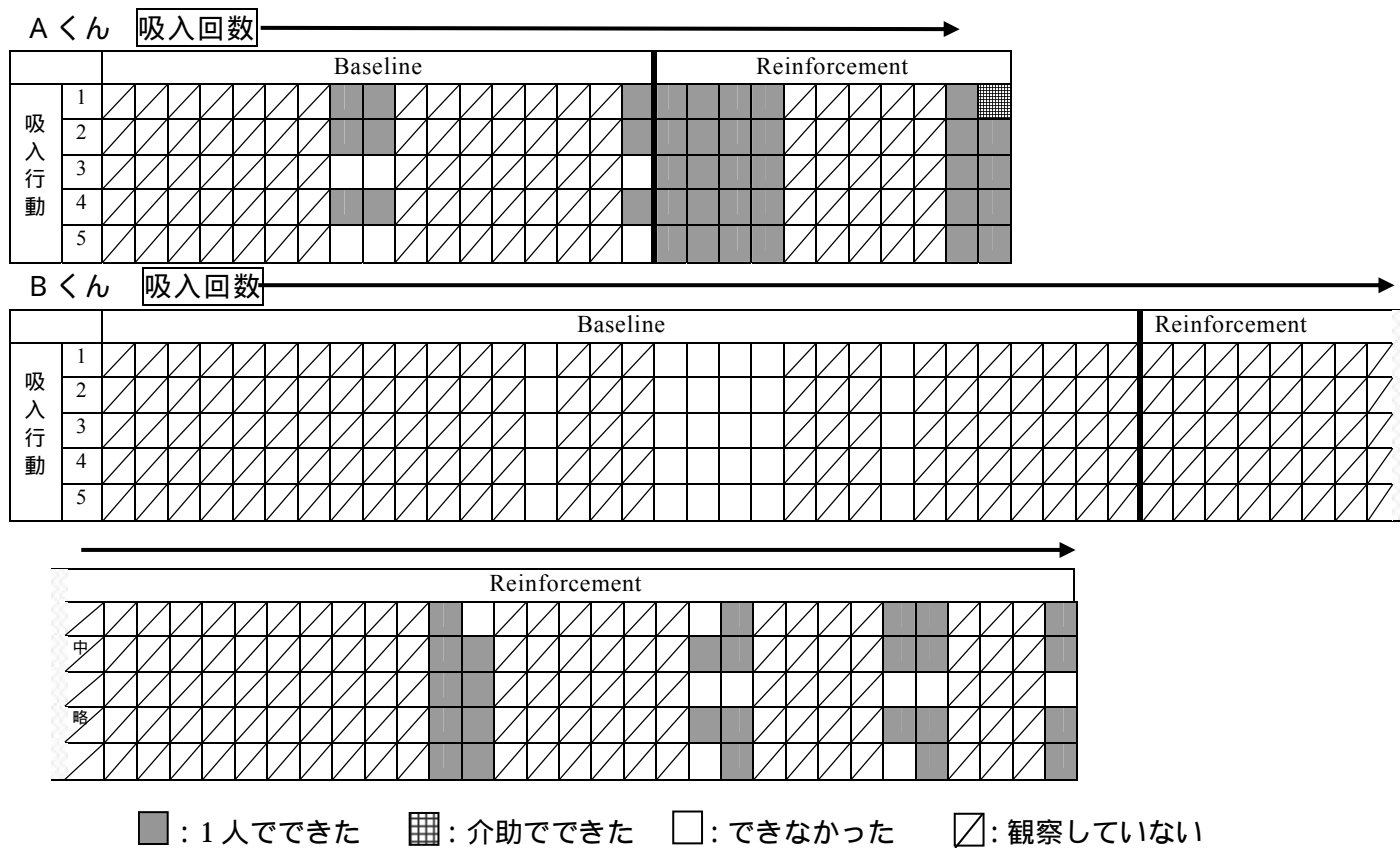 Aくん 吸入回数
Baseline Reinforcement
吸入行動
1
2
3
4
5
Bくん 吸入回数
Baseline Reinforcement
吸入行動
1
2
3
4
5
Reinforcement
中
略
:1人でできた :介助でできた :できなかった :観察していない